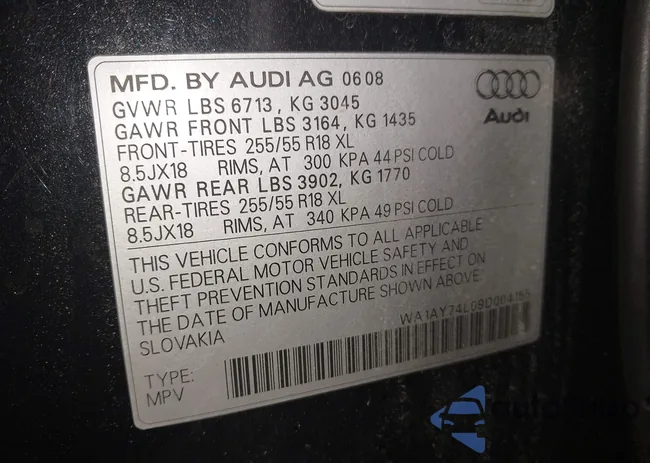 MFD. BY AUDI AG 0608
GVWR LBS 6713, KG 3045
GAWR FRONT LBS 3164, KG 1435
FRONT-TIRES 255/55 R18 XL
8.5JX18 RIMS, AT 300 KPA 44 PSI COLD
GAWR REAR LBS 3902, KG 1770
REAR-TIRES 255/55 R18 XL
8.5JX18 RIMS, AT 340 KPA 49 PSI COLD
THIS VEHICLE CONFORMS TO ALL APPLICABLE
U.S. FEDERAL MOTOR VEHICLE SAFETY AND
THEFT PREVENTION STANDARDS IN EFFECT ON
THE DATE OF MANUFACTURE SHOWN ABOVE.
SLOVAKIA
TYPE:
MPV
Audi